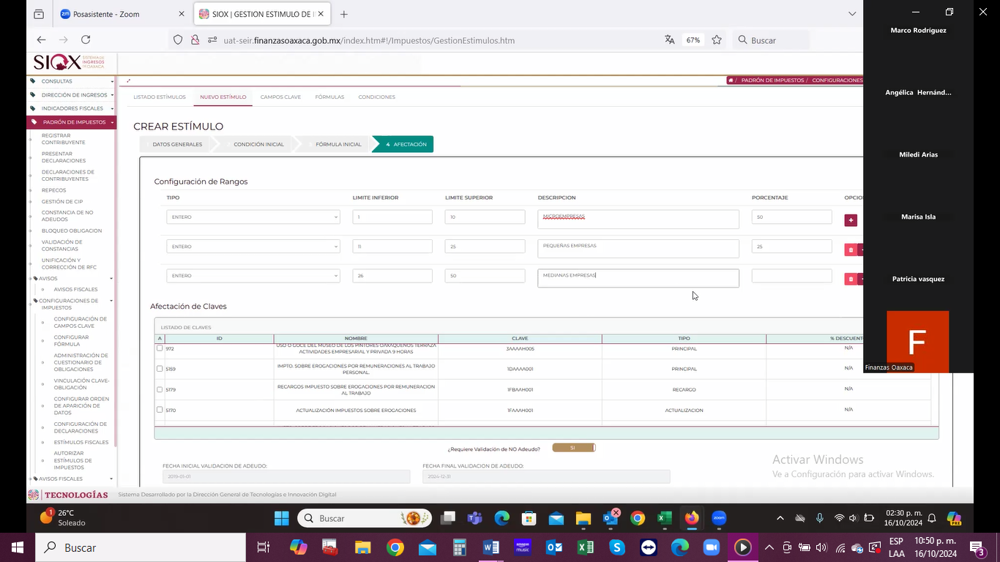 Posasistente - Zoom
SIOX | GESTION ESTIMULO DE I
uat-seir.finanzasoaxaca.gob.mx/index.htm#!/Impuestos/GestionEstimulos.htm
67%
Buscar
Marco Rodríguez
Angélica Hernánd...
Miledi Arias
Marisa Isla
Patricia vasquez
F
Finanzas Oaxaca
SIOX SISTEMA DE INGRESOS DE OAXACA
CONSULTAS
DIRECCIÓN DE INGRESOS
INDICADORES FISCALES
PADRÓN DE IMPUESTOS
REGISTRAR
CONTRIBUYENTE
PRESENTAR
DECLARACIONES
DECLARACIONES DE
CONTRIBUYENTES
REPECOS
GESTIÓN DE CIP
CONSTANCIA DE NO
ADEUDOS
BLOQUEO OBLIGACION
VALIDACIÓN DE
CONSTANCIAS
UNIFICACIÓN Y
CORRECCIÓN DE RFC
AVISOS
AVISOS FISCALES
CONFIGURACIONES DE
IMPUESTOS
CONFIGURACIÓN DE
CAMPOS CLAVE
CONFIGURAR
FÓRMULA
ADMINISTRACIÓN DE
CUESTIONARIO DE
OBLIGACIONES
VINCULACIÓN CLAVE-
OBLIGACIÓN
CONFIGURAR ORDEN
DE APARICIÓN DE
DATOS
CONFIGURACIÓN DE
DECLARACIONES
ESTÍMULOS FISCALES
AUTORIZAR
ESTÍMULOS DE
IMPUESTOS
AVISOS FISCALES
/ PADRÓN DE IMPUESTOS / CONFIGURACIONES
LISTADO ESTÍMULOS NUEVO ESTÍMULO CAMPOS CLAVE FÓRMULAS CONDICIONES
CREAR ESTÍMULO
DATOS GENERALES CONDICIÓN INICIAL FÓRMULA INICIAL 4 AFECTACIÓN
Configuración de Rangos
TIPO LIMITE INFERIOR LIMITE SUPERIOR DESCRIPCION PORCENTAJE OPCIO
ENTERO 1 10 MICROEMPRESAS 50 +
ENTERO 11 25 PEQUEÑAS EMPRESAS 25
ENTERO 26 50 MEDIANAS EMPRESAS
Afectación de Claves
LISTADO DE CLAVES
A ID NOMBRE CLAVE TIPO % DESCUENT
972 USO O GOCE DEL MUSEO DE LOS PINTORES OAXAQUEÑOS TERRAZA
ACTIVIDADES EMPRESARIAL Y PRIVADA 9 HORAS 3AAAAH005 PRINCIPAL N/A
5159 IMPTO. SOBRE EROGACIONES POR REMUNERACIONES AL TRABAJO
PERSONAL. 1DAAAA001 PRINCIPAL N/A
5179 RECARGOS IMPUESTO SOBRE EROGACIONES POR REMUNERACION
AL TRABAJO 1FBAAH001 RECARGO N/A
5170 ACTUALIZACIÓN IMPUESTOS SOBRE EROGACIONES 1FAAAH001 ACTUALIZACION N/A
¿Requiere Validación de NO Adeudo? SI
FECHA INICIAL VALIDACION DE ADEUDO: FECHA FINAL VALIDACION DE ADEUDO:
2019-01-01 2024-12-31
Activar Windows
Ve a Configuración para activar Windows.
TECNOLOGÍAS Sistema Desarrollado por la Dirección General de Tecnologías e Innovación Digital
1
26°C
Soleado
Buscar
02:30 p. m.
16/10/2024
PRE
Buscar
ESP
LAA
10:50 p. m.
16/10/2024
3